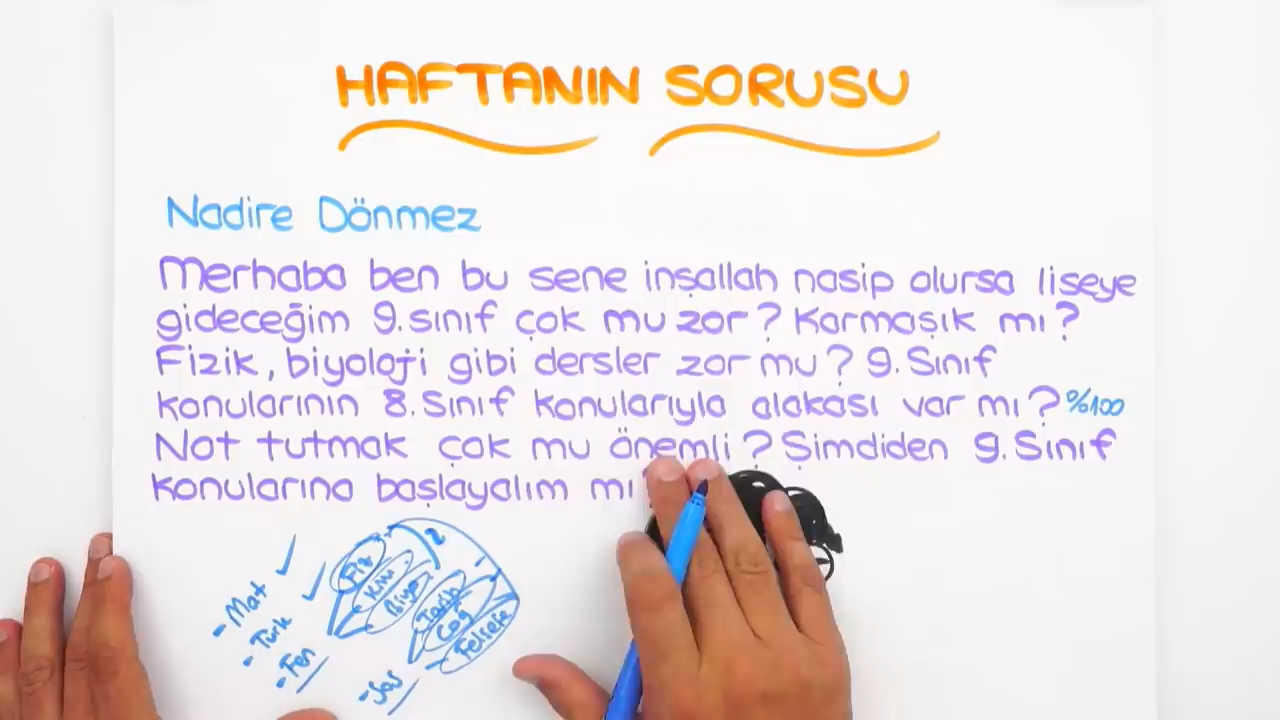 HAFTANIN SORUSU
Nadire Dönmez
Merhaba ben bu sene inşallah nasip olursa liseye
gideceğim 9.sınıf çok mu zor? Karmaşık mı?
Fizik, biyoloji gibi dersler zor mu? 9. Sınıf
konularının 8. Sınıf konularıyla alakası var mı? %100
Not tutmak çok mu önemli? Şimdiden 9. Sınıf
konularına başlayalım mı
- Mat
- Türk
- Fen
Fiz
Kim
Biyo
- Sos
Tarih
Coğ
Felsefe
2